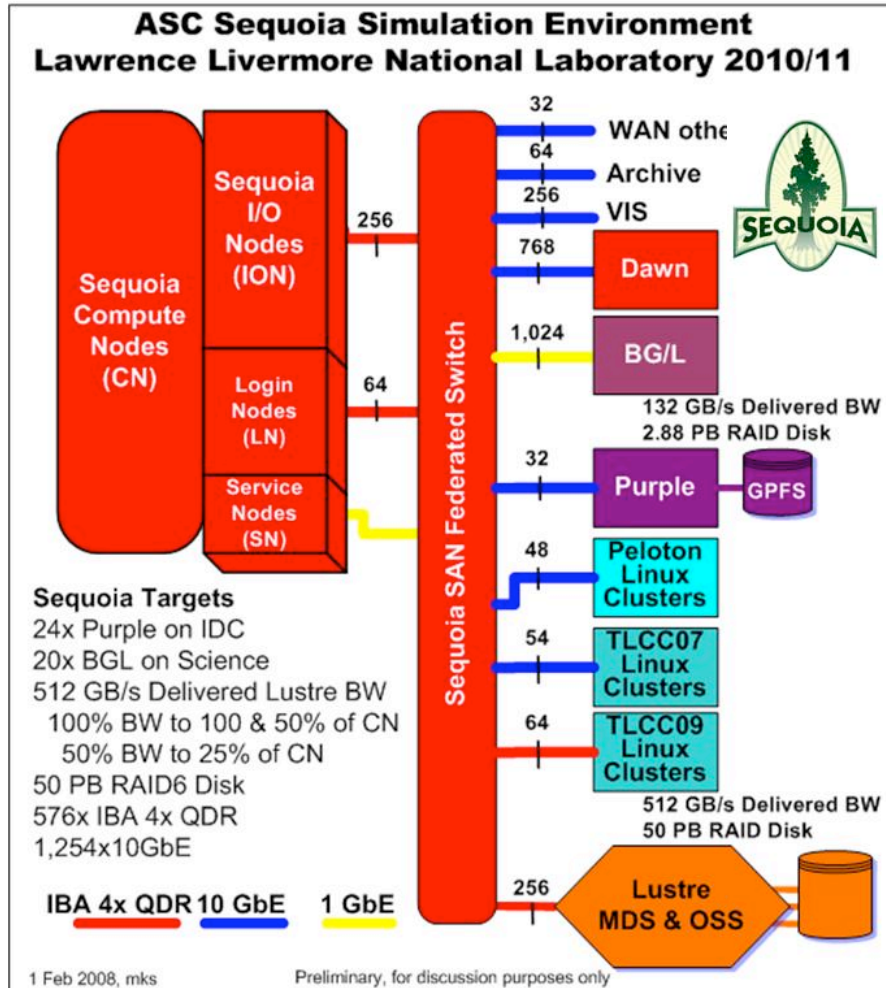 ASC Sequoia Simulation Environment
Lawrence Livermore National Laboratory 2010/11
Sequoia
Compute
Nodes
(CN)
Sequoia
I/O
Nodes
(ION)
Login
Nodes
(LN)
Service
Nodes
(SN)
256
64
Sequoia SAN Federated Switch
32
WAN othe
64
Archive
256
VIS
768
Dawn
SEQUOIA
1,024
BG/L
132 GB/s Delivered BW
2.88 PB RAID Disk
32
Purple
GPFS
48
Peloton
Linux
Clusters
54
TLCC07
Linux
Clusters
64
TLCC09
Linux
Clusters
512 GB/s Delivered BW
50 PB RAID Disk
256
Lustre
MDS & OSS
Sequoia Targets
24x Purple on IDC
20x BGL on Science
512 GB/s Delivered Lustre BW
100% BW to 100 & 50% of CN
50% BW to 25% of CN
50 PB RAID6 Disk
576x IBA 4x QDR
1,254x10GbE
IBA 4x QDR 10 GbE 1 GbE
1 Feb 2008, mks
Preliminary, for discussion purposes only